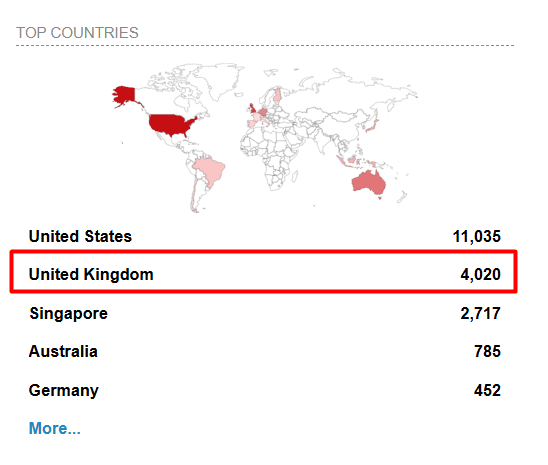 TOP COUNTRIES
United States 11,035
United Kingdom 4,020
Singapore 2,717
Australia 785
Germany 452
More...